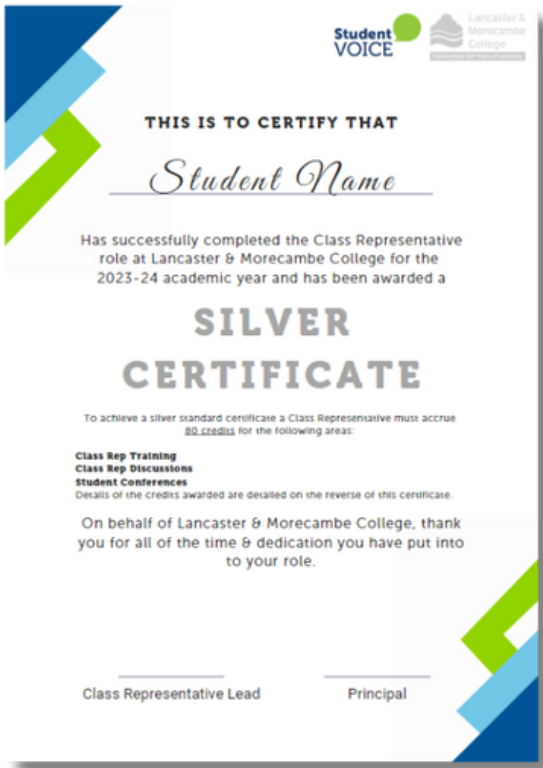 Student
VOICE
Lancaster &
Morecambe
College
THIS IS TO CERTIFY THAT
Student Name
Has successfully completed the Class Representative
role at Lancaster & Morecambe College for the
2023-24 academic year and has been awarded a
SILVER
CERTIFICATE
To achieve a silver standard certificate a Class Representative must accrue
80 credits for the following areas:
Class Rep Training
Class Rep Discussions
Student Conferences
Details of the credits awarded are detailed on the reverse of this certificate.
On behalf of Lancaster & Morecambe College, thank
you for all of the time & dedication you have put into
to your role.
Class Representative Lead
Principal